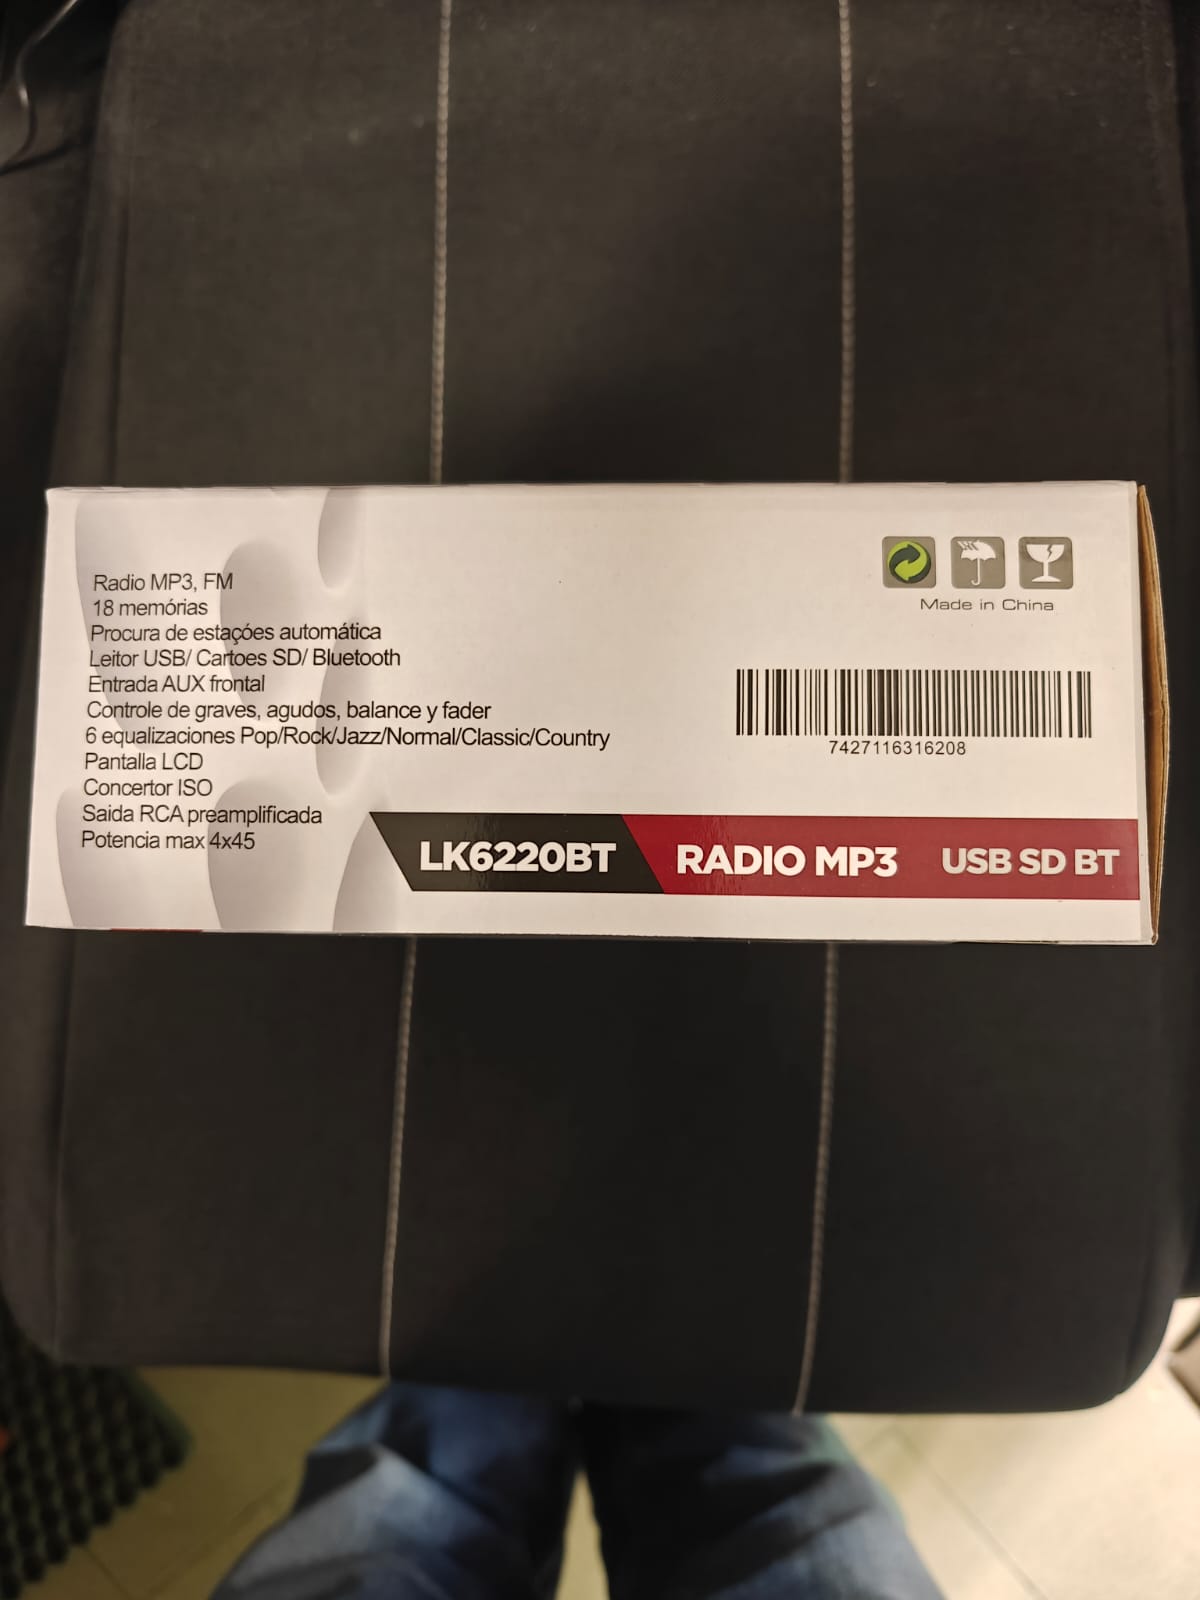 Radio MP3, FM
18 memórias
Procura de estaçóes automática
Leitor USB/ Cartoes SD/ Bluetooth
Entrada AUX frontal
Controle de graves, agudos, balance y fader
6 equalizaciones Pop/Rock/Jazz/Normal/Classic/Country
Pantalla LCD
Concertor ISO
Saida RCA preamplificada
Potencia max 4x45
Made in China
7427116316208
LK6220BT RADIO MP3 USB SD BT